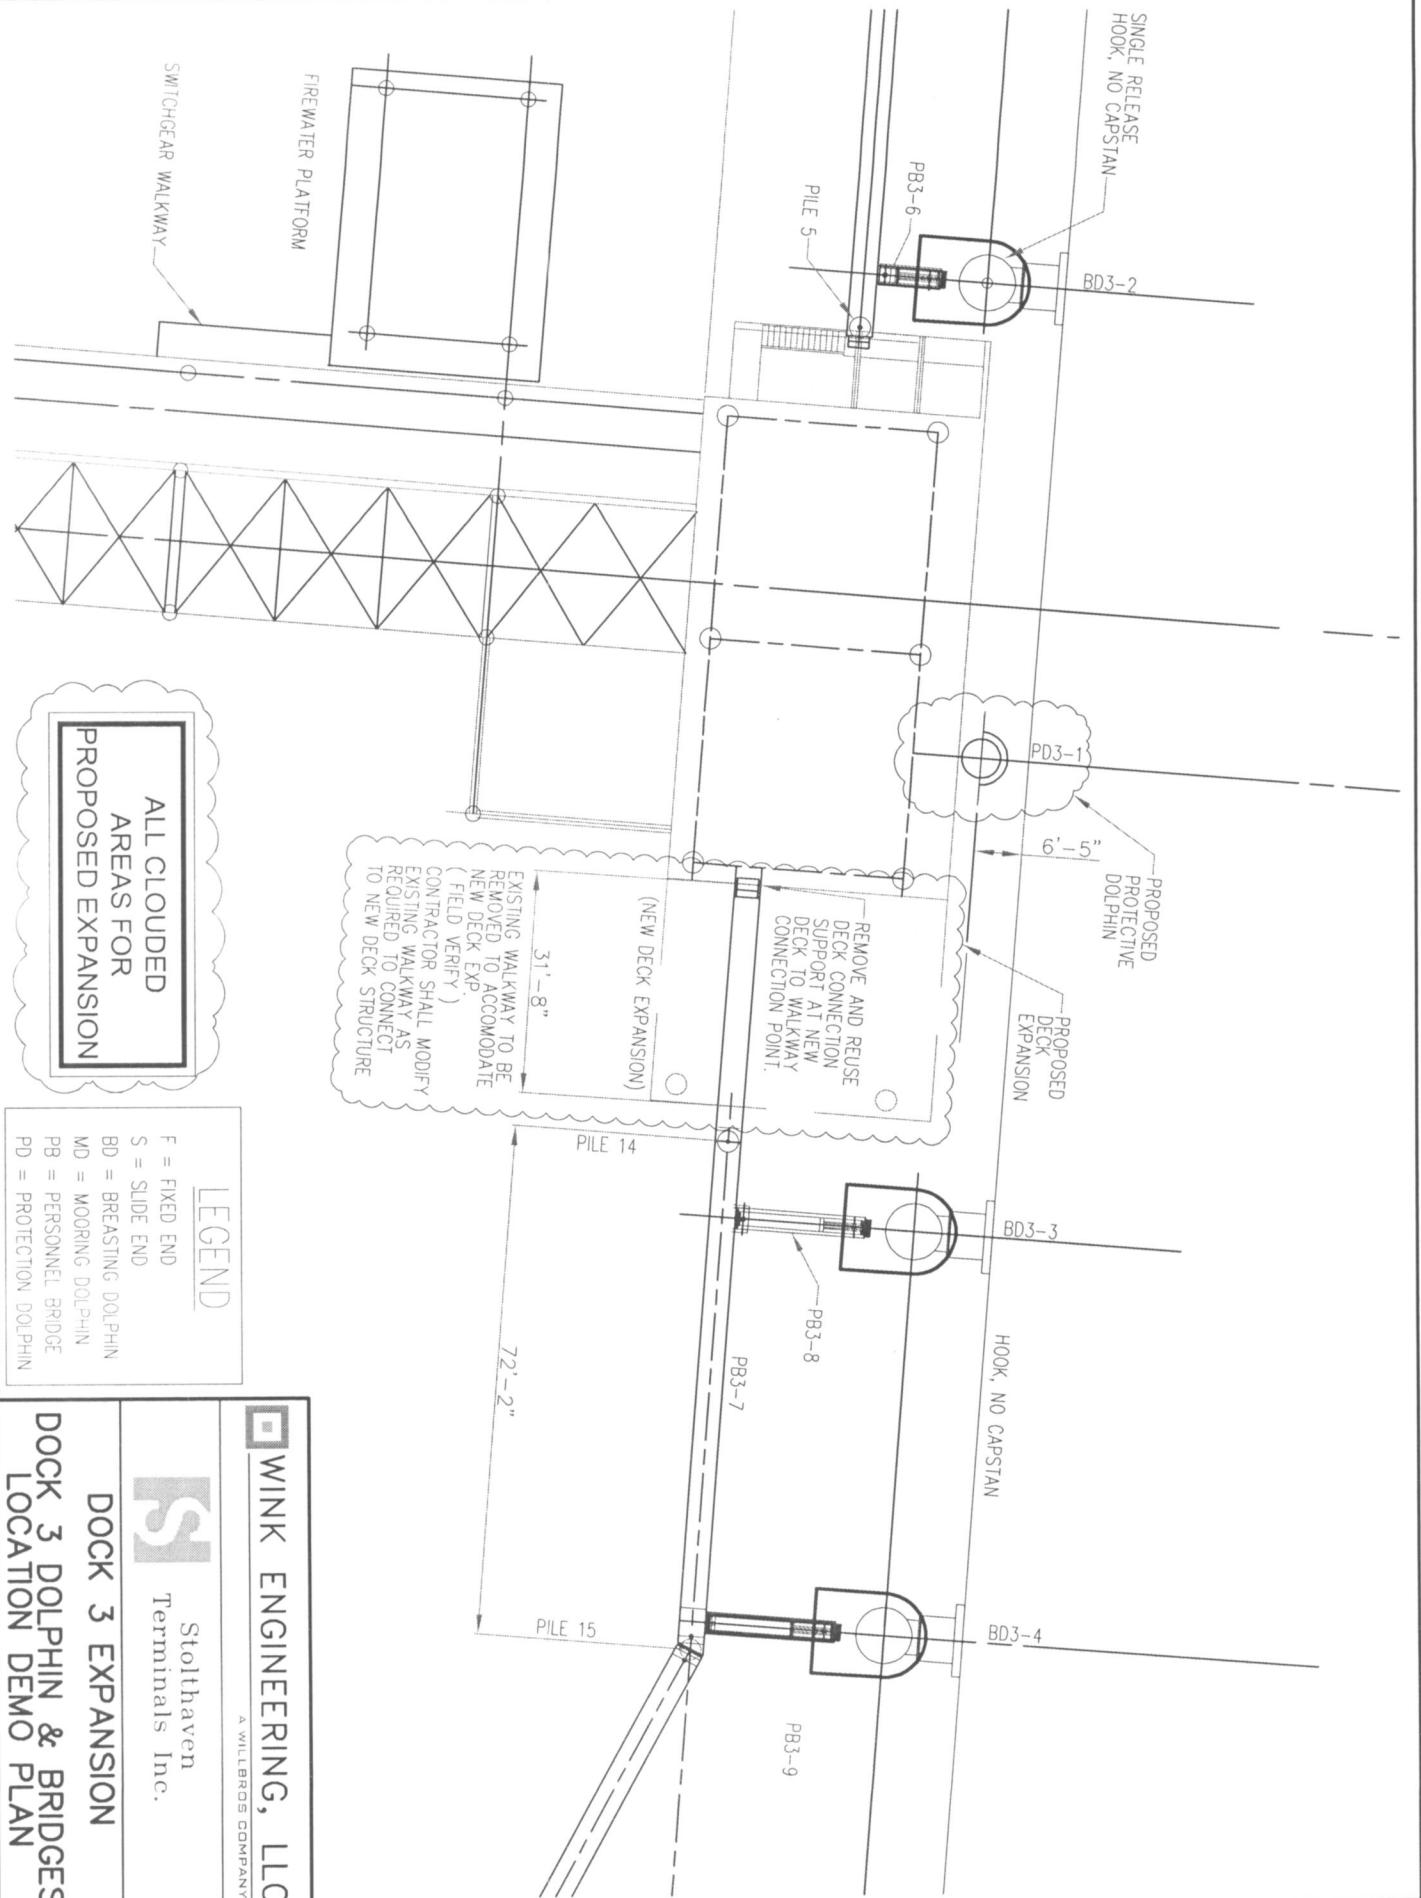 SINGLE RELEASE
HOOK, NO CAPSTAN
BD3-2
PB3-6
PILE 5
FIREWATER PLATFORM
SWITCHGEAR WALKWAY
PD3-1
6'-5"
PROPOSED
PROTECTIVE
DOLPHIN
PROPOSED
DECK
EXPANSION
REMOVE AND REUSE
DECK CONNECTION
SUPPORT AT NEW
DECK TO WALKWAY
CONNECTION POINT.
(NEW DECK EXPANSION)
31'-8"
EXISTING WALKWAY TO BE
REMOVED TO ACCOMODATE
NEW DECK EXP.
( FIELD VERIFY.)
CONTRACTOR SHALL MODIFY
EXISTING WALKWAY AS
REQUIRED TO CONNECT
TO NEW DECK STRUCTURE
PILE 14
BD3-3
PB3-8
HOOK, NO CAPSTAN
PB3-7
72'-2"
PILE 15
BD3-4
PB3-9
ALL CLOUDED
AREAS FOR
PROPOSED EXPANSION
LEGEND
F = FIXED END
S = SLIDE END
BD = BREASTING DOLPHIN
MD = MOORING DOLPHIN
PB = PERSONNEL BRIDGE
PD = PROTECTION DOLPHIN
WINK ENGINEERING, LLC
A WILLBROS COMPANY
S
Stolthaven
Terminals Inc.
DOCK 3 EXPANSION
DOCK 3 DOLPHIN & BRIDGES
LOCATION DEMO PLAN